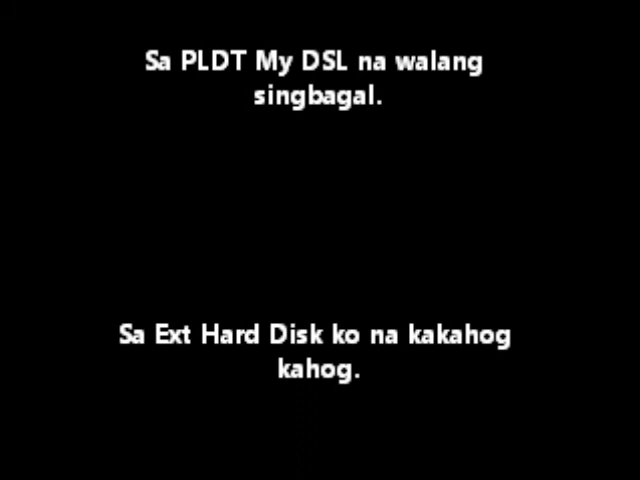 Sa PLDT My DSL na walang
singbagal.
Sa Ext Hard Disk ko na kakahog
kahog.